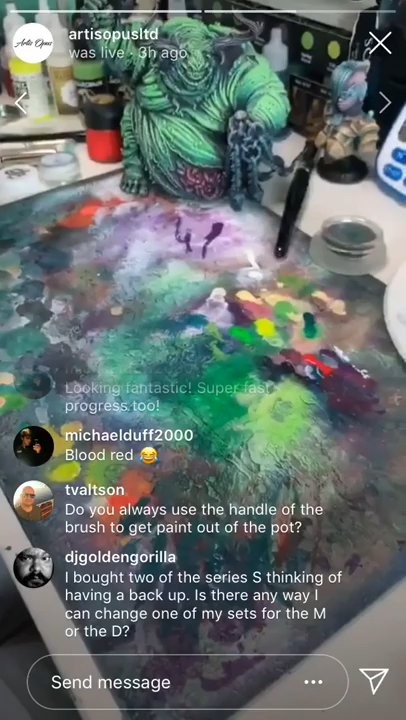 artisopusltd
was live · 3h ago
Artis Opus
Looking fantastic! Super fast
progress too!
michaelduff2000
Blood red 😂
tvaltson
Do you always use the handle of the
brush to get paint out of the pot?
djgoldengorilla
I bought two of the series S thinking of
having a back up. Is there any way I
can change one of my sets for the M
or the D?
Send message